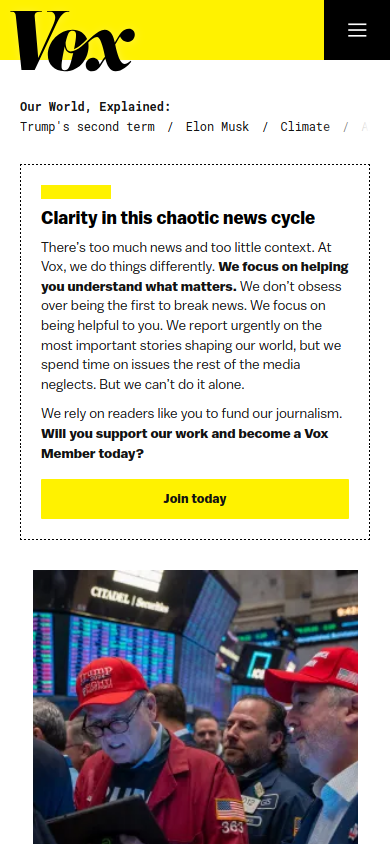 Vox
Our World, Explained:
Trump's second term / Elon Musk / Climate / A
Clarity in this chaotic news cycle
There's too much news and too little context. At
Vox, we do things differently. We focus on helping
you understand what matters. We don't obsess
over being the first to break news. We focus on
being helpful to you. We report urgently on the
most important stories shaping our world, but we
spend time on issues the rest of the media
neglects. But we can't do it alone.
We rely on readers like you to fund our journalism.
Will you support our work and become a Vox
Member today?
Join today
CITADEL | Securities
TRUMP
363